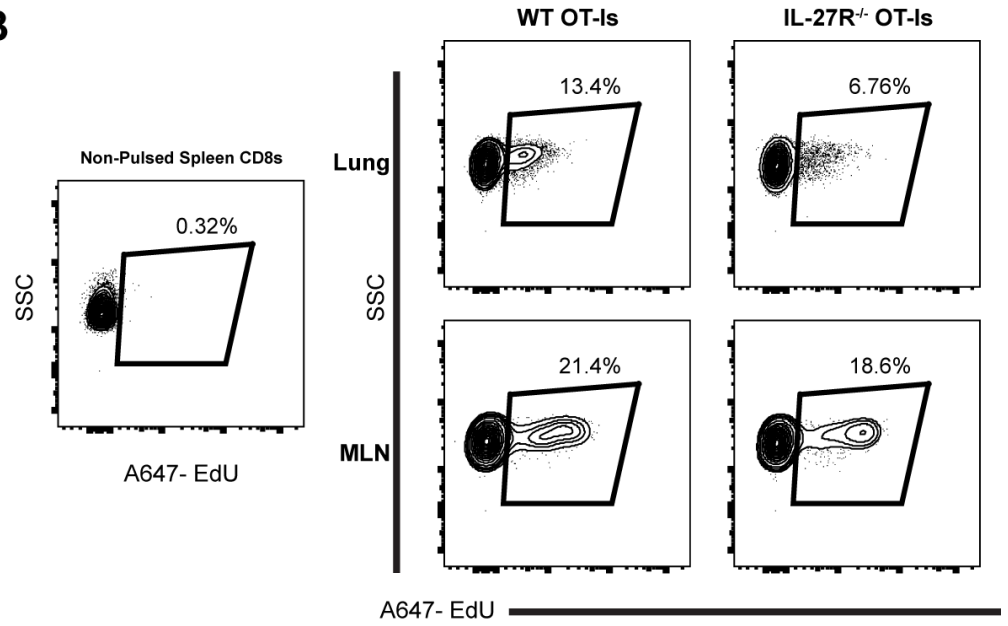 B
WT OT-Is
IL-27R-/- OT-Is
Non-Pulsed Spleen CD8s
0.32%
SSC
A647- EdU
Lung
13.4%
6.76%
SSC
MLN
21.4%
18.6%
A647- EdU